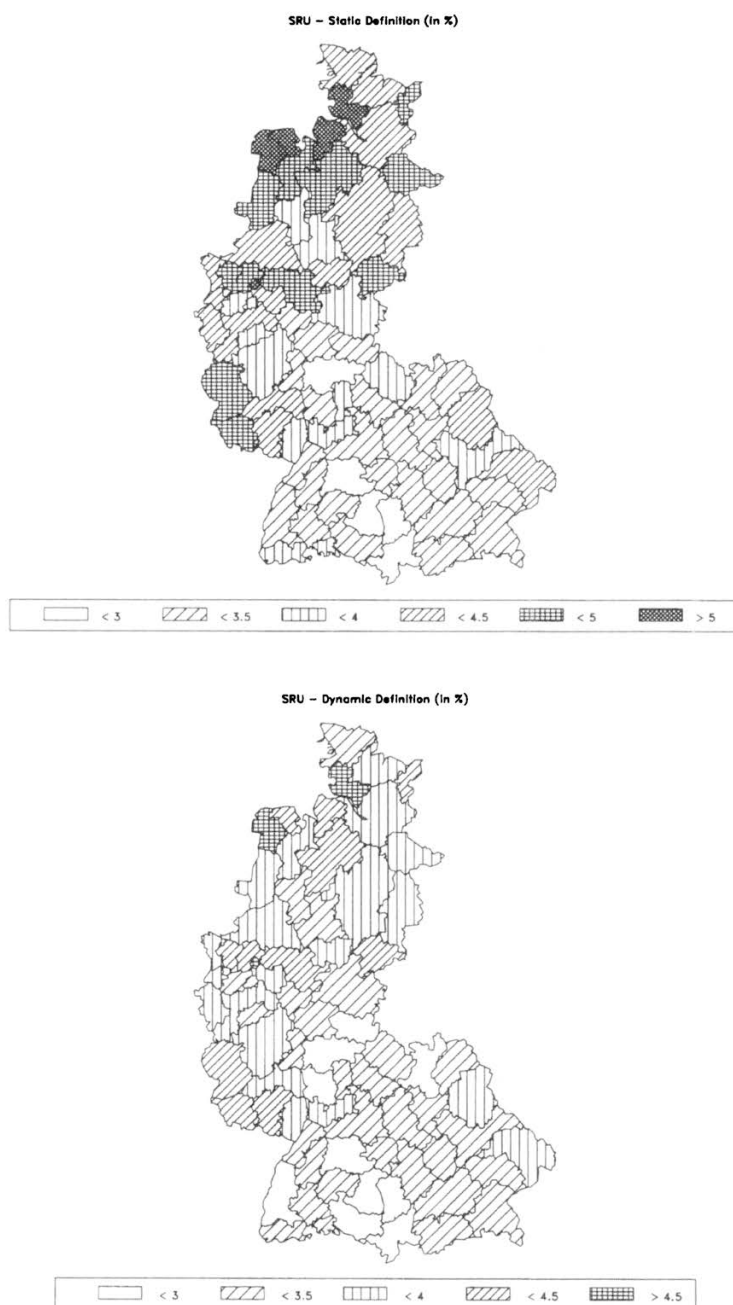 SRU - Static Definition (in %)
< 3 < 3.5 < 4 < 4.5 < 5 > 5
SRU - Dynamic Definition (in %)
< 3 < 3.5 < 4 < 4.5 > 4.5